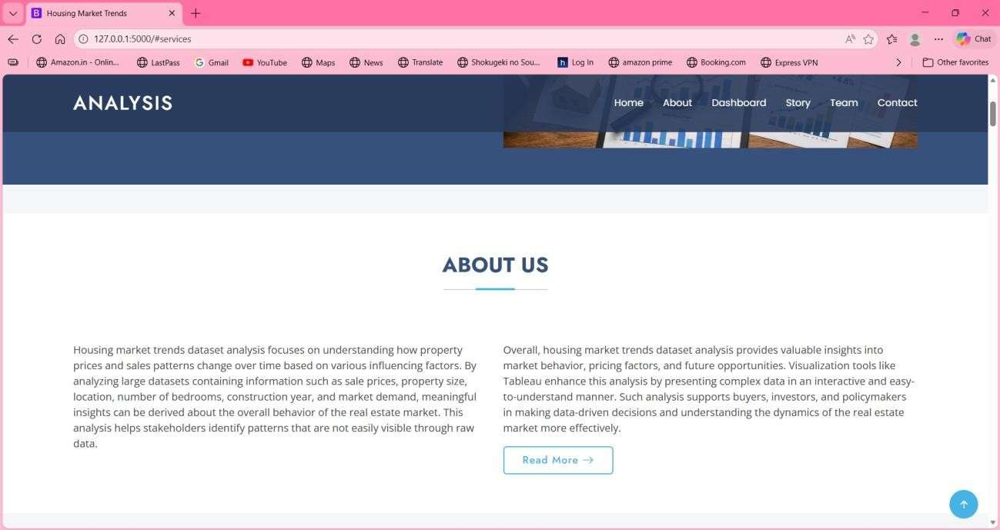 Housing Market Trends
127.0.0.1:5000/#services
Chat
Amazon.in - Onlin... LastPass Gmail YouTube Maps News Translate Shokugeki no Sou... Log In amazon prime Booking.com Express VPN Other favorites
ANALYSIS
Home About Dashboard Story Team Contact
ABOUT US
Housing market trends dataset analysis focuses on understanding how property
prices and sales patterns change over time based on various influencing factors. By
analyzing large datasets containing information such as sale prices, property size,
location, number of bedrooms, construction year, and market demand, meaningful
insights can be derived about the overall behavior of the real estate market. This
analysis helps stakeholders identify patterns that are not easily visible through raw
data.
Overall, housing market trends dataset analysis provides valuable insights into
market behavior, pricing factors, and future opportunities. Visualization tools like
Tableau enhance this analysis by presenting complex data in an interactive and easy-
to-understand manner. Such analysis supports buyers, investors, and policymakers
in making data-driven decisions and understanding the dynamics of the real estate
market more effectively.
Read More →